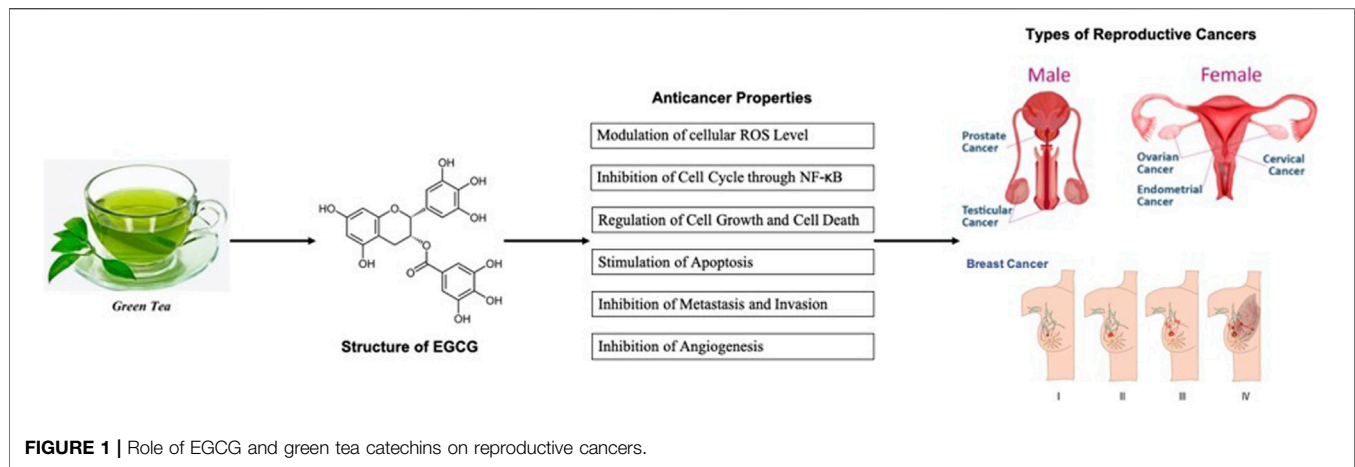 Types of Reproductive Cancers
Male
Female
Prostate
Cancer
Testicular
Cancer
Ovarian
Cancer
Endometrial
Cancer
Cervical
Cancer
Breast Cancer
I
II
III
IV
Anticancer Properties
Modulation of cellular ROS Level
Inhibition of Cell Cycle through NF-κB
Regulation of Cell Growth and Cell Death
Stimulation of Apoptosis
Inhibition of Metastasis and Invasion
Inhibition of Angiogenesis
OH
OH
OH
HO
O
OH
O
O
OH
OH
OH
Structure of EGCG
Green Tea
FIGURE 1 | Role of EGCG and green tea catechins on reproductive cancers.